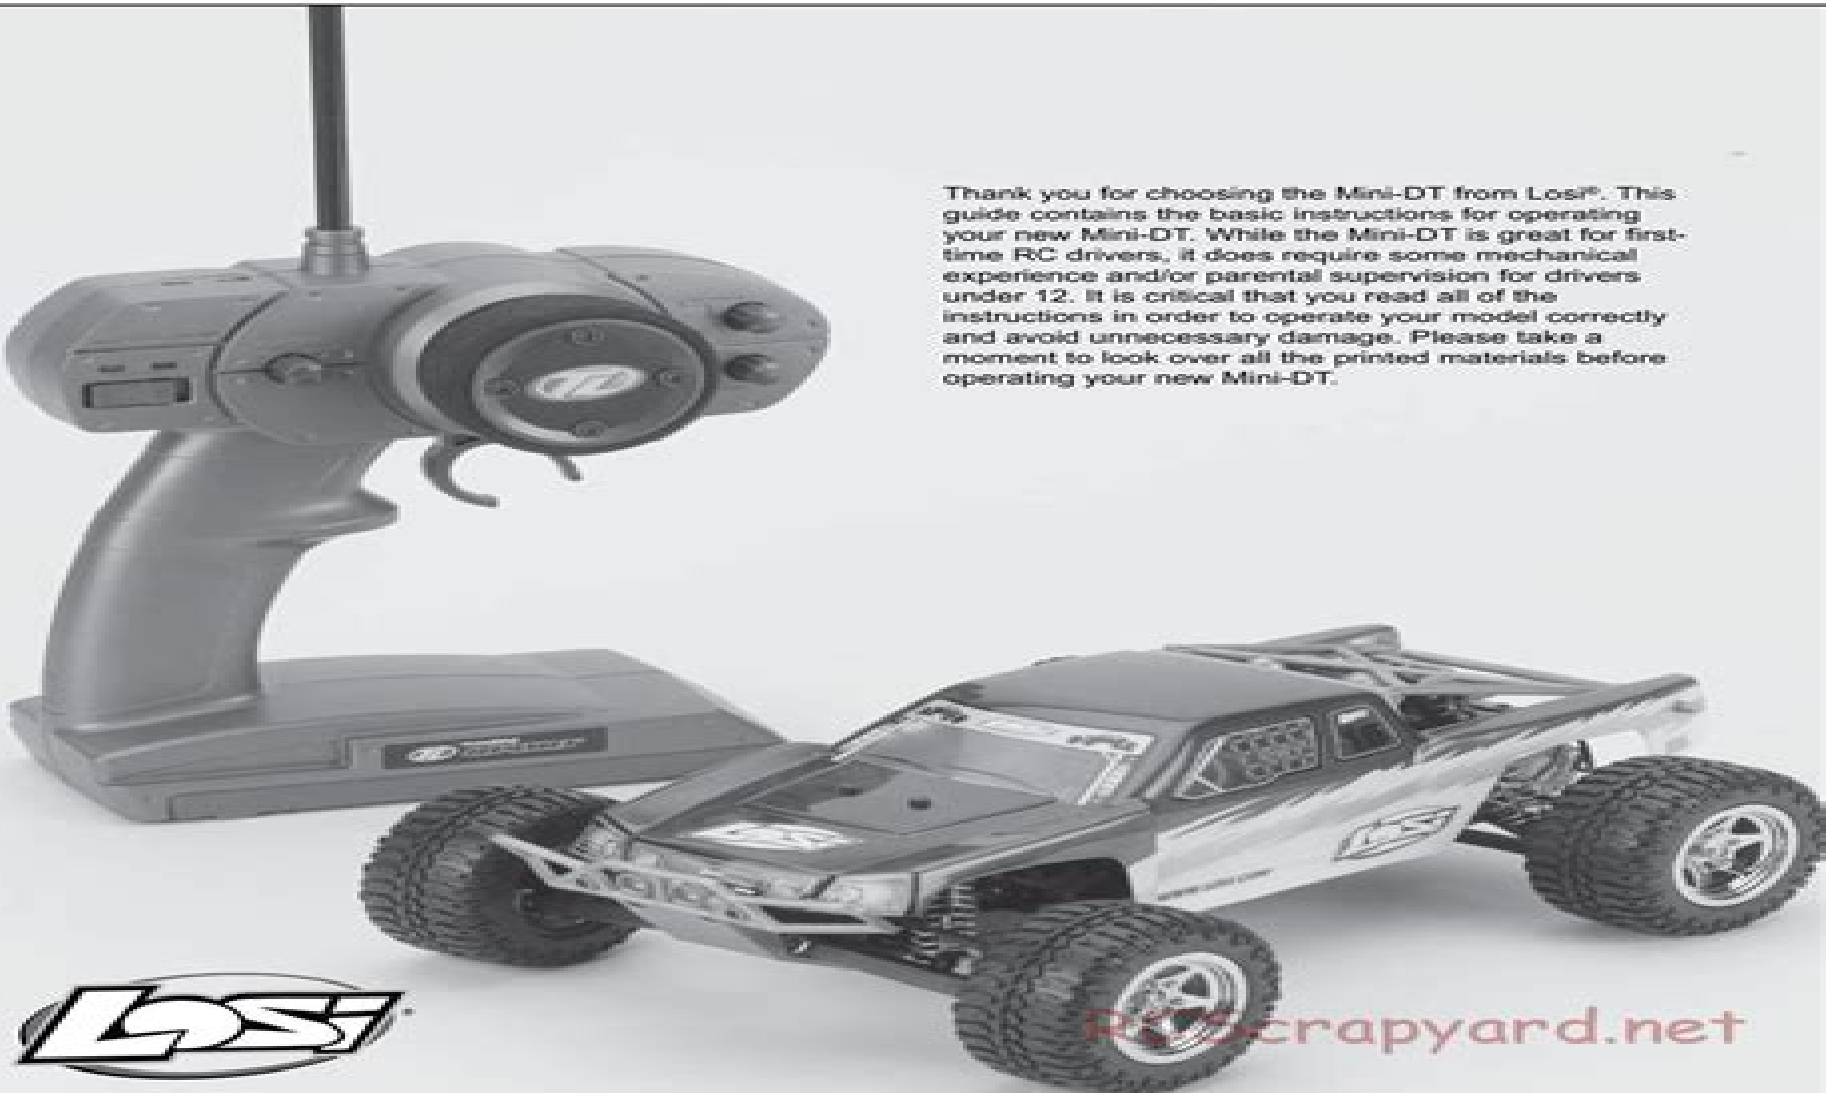 Thank you for choosing the Mini-DT from Losi®. This
guide contains the basic instructions for operating
your new Mini-DT. While the Mini-DT is great for first-
time RC drivers, it does require some mechanical
experience and/or parental supervision for drivers
under 12. It is critical that you read all of the
instructions in order to operate your model correctly
and avoid unnecessary damage. Please take a
moment to look over all the printed materials before
operating your new Mini-DT.
Losi
Losi
Losi
RCScrapyard.net